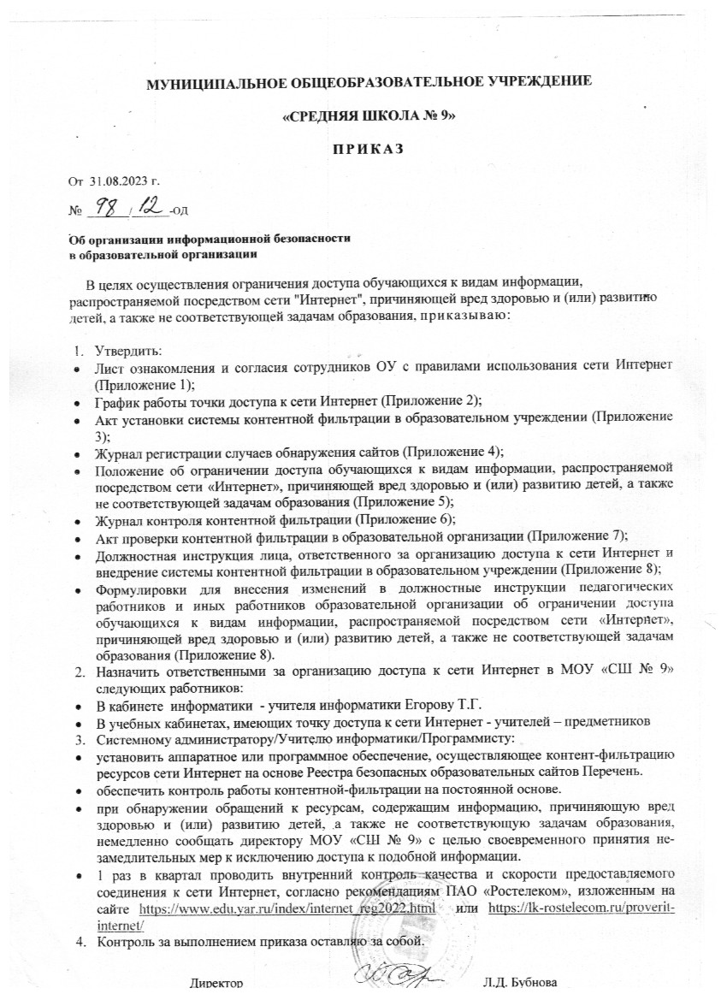 МУНИЦИПАЛЬНОЕ ОБЩЕОБРАЗОВАТЕЛЬНОЕ УЧРЕЖДЕНИЕ
«СРЕДНЯЯ ШКОЛА № 9»
ПРИКАЗ
От 31.08.2023 г.
№ 98 / 12 -од
Об организации информационной безопасности
в образовательной организации
В целях осуществления ограничения доступа обучающихся к видам информации,
распространяемой посредством сети "Интернет", причиняющей вред здоровью и (или) развитию
детей, а также не соответствующей задачам образования, приказываю:
1. Утвердить:
• Лист ознакомления и согласия сотрудников ОУ с правилами использования сети Интернет
(Приложение 1);
• График работы точки доступа к сети Интернет (Приложение 2);
• Акт установки системы контентной фильтрации в образовательном учреждении (Приложение
3);
• Журнал регистрации случаев обнаружения сайтов (Приложение 4);
• Положение об ограничении доступа обучающихся к видам информации, распространяемой
посредством сети «Интернет», причиняющей вред здоровью и (или) развитию детей, а также
не соответствующей задачам образования (Приложение 5);
• Журнал контроля контентной фильтрации (Приложение 6);
• Акт проверки контентной фильтрации в образовательной организации (Приложение 7);
• Должностная инструкция лица, ответственного за организацию доступа к сети Интернет и
внедрение системы контентной фильтрации в образовательном учреждении (Приложение 8);
• Формулировки для внесения изменений в должностные инструкции педагогических
работников и иных работников образовательной организации об ограничении доступа
обучающихся к видам информации, распространяемой посредством сети «Интернет»,
причиняющей вред здоровью и (или) развитию детей, а также не соответствующей задачам
образования (Приложение 8).
2. Назначить ответственными за организацию доступа к сети Интернет в МОУ «СШ № 9»
следующих работников:
• В кабинете информатики - учителя информатики Егорову Т.Г.
• В учебных кабинетах, имеющих точку доступа к сети Интернет - учителей – предметников
3. Системному администратору/Учителю информатики/Программисту:
• установить аппаратное или программное обеспечение, осуществляющее контент-фильтрацию
ресурсов сети Интернет на основе Реестра безопасных образовательных сайтов Перечень.
• обеспечить контроль работы контентной-фильтрации на постоянной основе.
• при обнаружении обращений к ресурсам, содержащим информацию, причиняющую вред
здоровью и (или) развитию детей, а также не соответствующую задачам образования,
немедленно сообщать директору МОУ «СШ № 9» с целью своевременного принятия не-
замедлительных мер к исключению доступа к подобной информации.
• 1 раз в квартал проводить внутренний контроль качества и скорости предоставляемого
соединения к сети Интернет, согласно рекомендациям ПАО «Ростелеком», изложенным на
сайте https://www.edu.yar.ru/index/internet_reg2022.html или https://lk-rostelecom.ru/proverit-
internet/
4. Контроль за выполнением приказа оставляю за собой.
Директор Л.Д. Бубнова